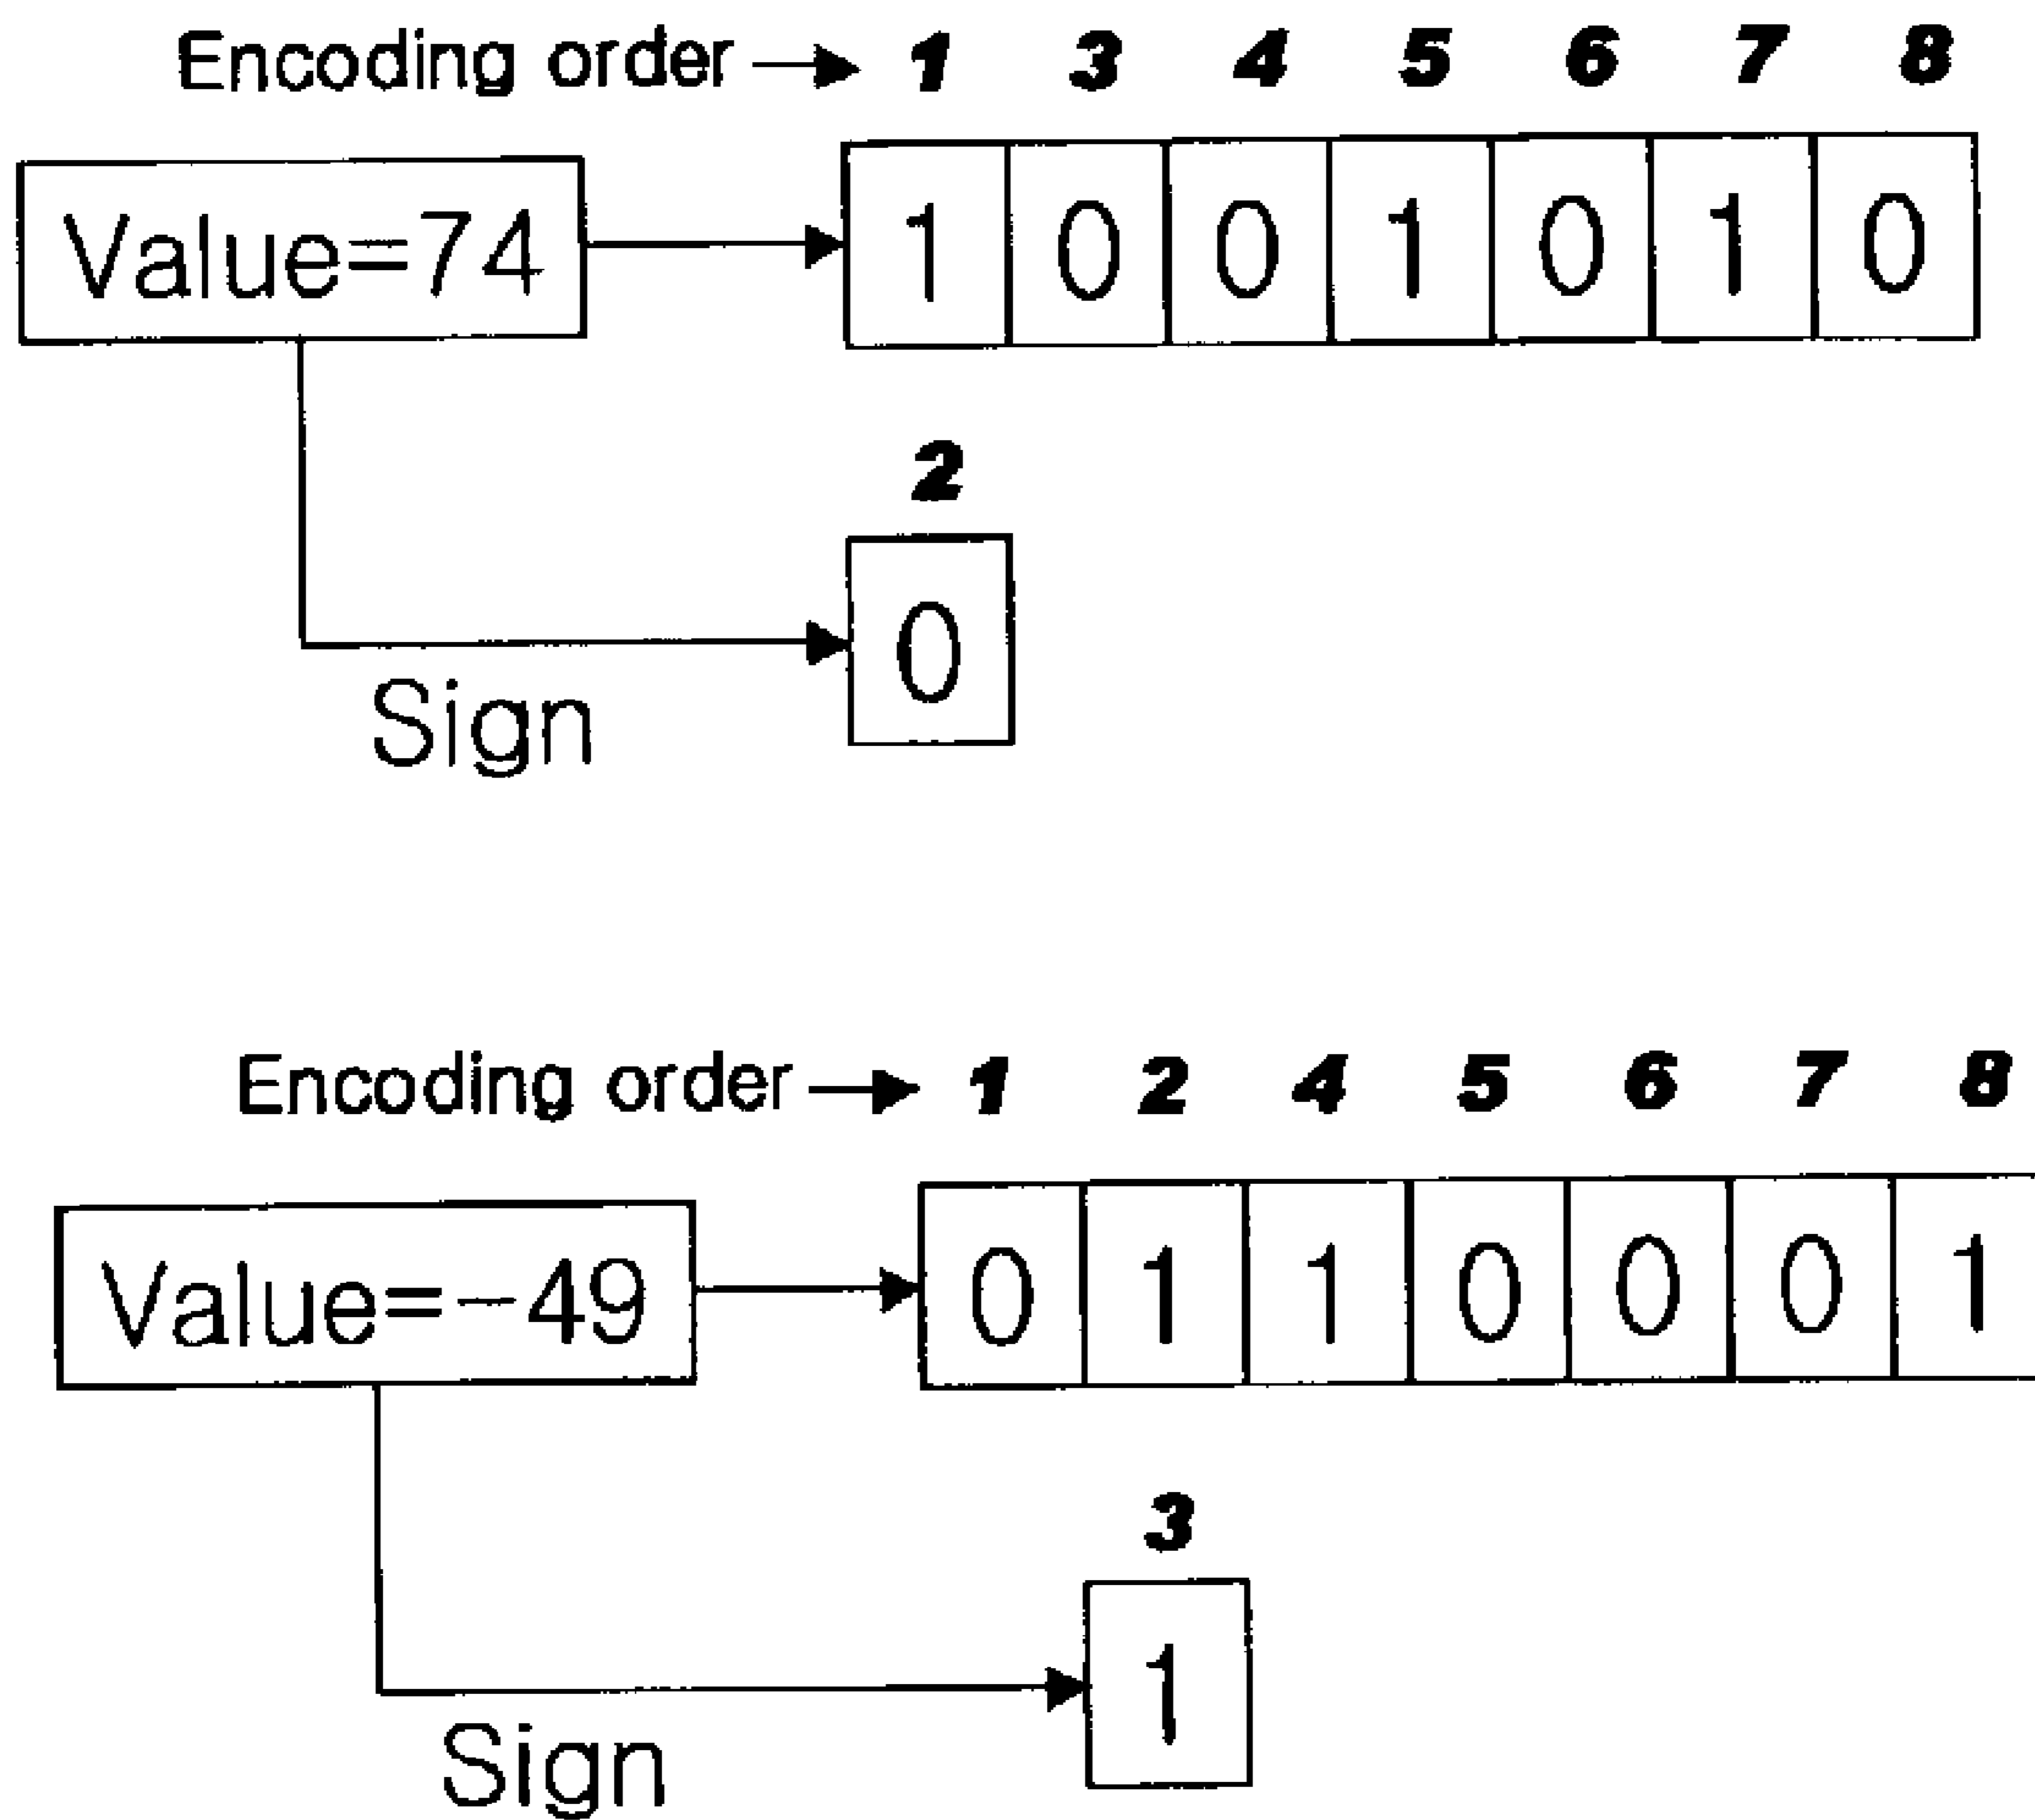 Encoding order 1 3 4 5 6 7 8
Value=74 1 0 0 1 0 1 0
2
0
Sign
Encoding order 1 2 4 5 6 7 8
Value=-49 0 1 1 0 0 0 1
3
1
Sign